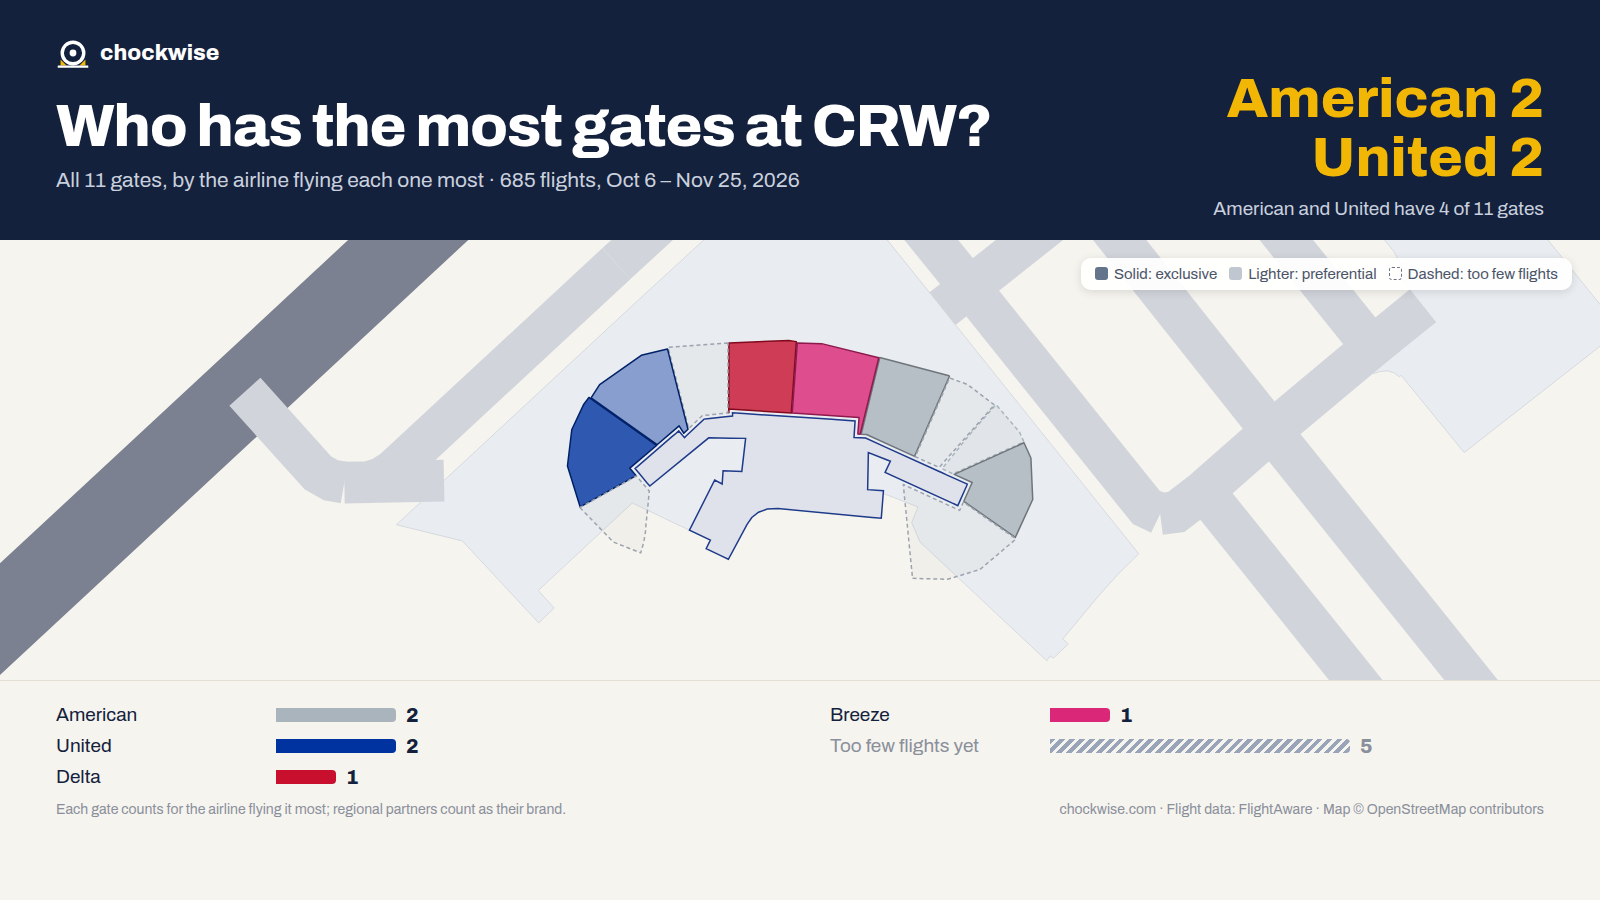 chockwise
Who has the most gates at CRW?
All 11 gates, by the airline flying each one most · 685 flights, Oct 6 – Nov 25, 2026
American 2
United 2
American and United have 4 of 11 gates
Solid: exclusive Lighter: preferential Dashed: too few flights
American 2
United 2
Delta 1
Breeze 1
Too few flights yet 5
Each gate counts for the airline flying it most; regional partners count as their brand.
chockwise.com · Flight data: FlightAware · Map © OpenStreetMap contributors